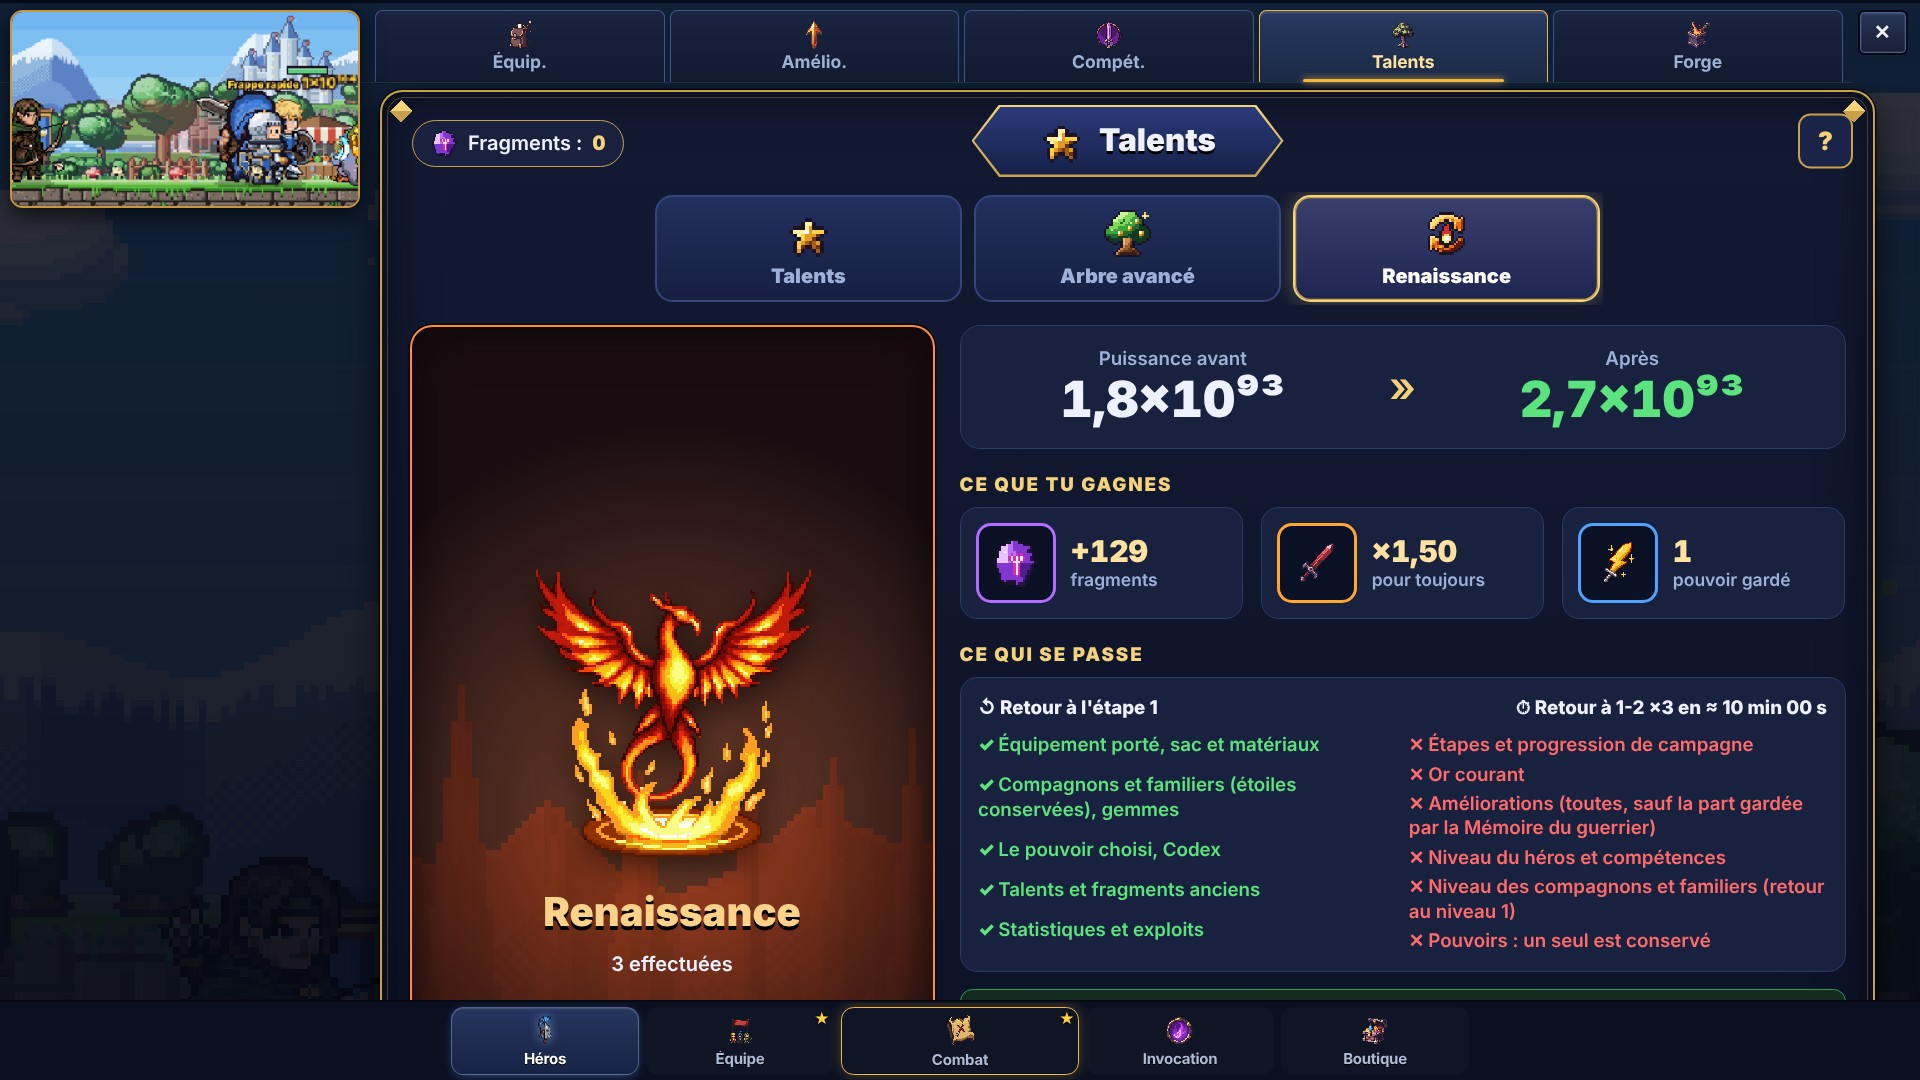 Équip.
Amélio.
Compét.
Talents
Forge
×
Frappe rapide 1×10⁹⁴
Fragments : 0
Talents
?
Talents
Arbre avancé
Renaissance
Puissance avant
1,8×10⁹³
»
Après
2,7×10⁹³
CE QUE TU GAGNES
+129
fragments
×1,50
pour toujours
1
pouvoir gardé
CE QUI SE PASSE
Retour à l'étape 1
Retour à 1-2 ×3 en ≈ 10 min 00 s
✓ Équipement porté, sac et matériaux
✓ Compagnons et familiers (étoiles
conservées), gemmes
✓ Le pouvoir choisi, Codex
✓ Talents et fragments anciens
✓ Statistiques et exploits
✕ Étapes et progression de campagne
✕ Or courant
✕ Améliorations (toutes, sauf la part gardée
par la Mémoire du guerrier)
✕ Niveau du héros et compétences
✕ Niveau des compagnons et familiers (retour
au niveau 1)
✕ Pouvoirs : un seul est conservé
Renaissance
3 effectuées
Héros
Équipe
Combat
Invocation
Boutique